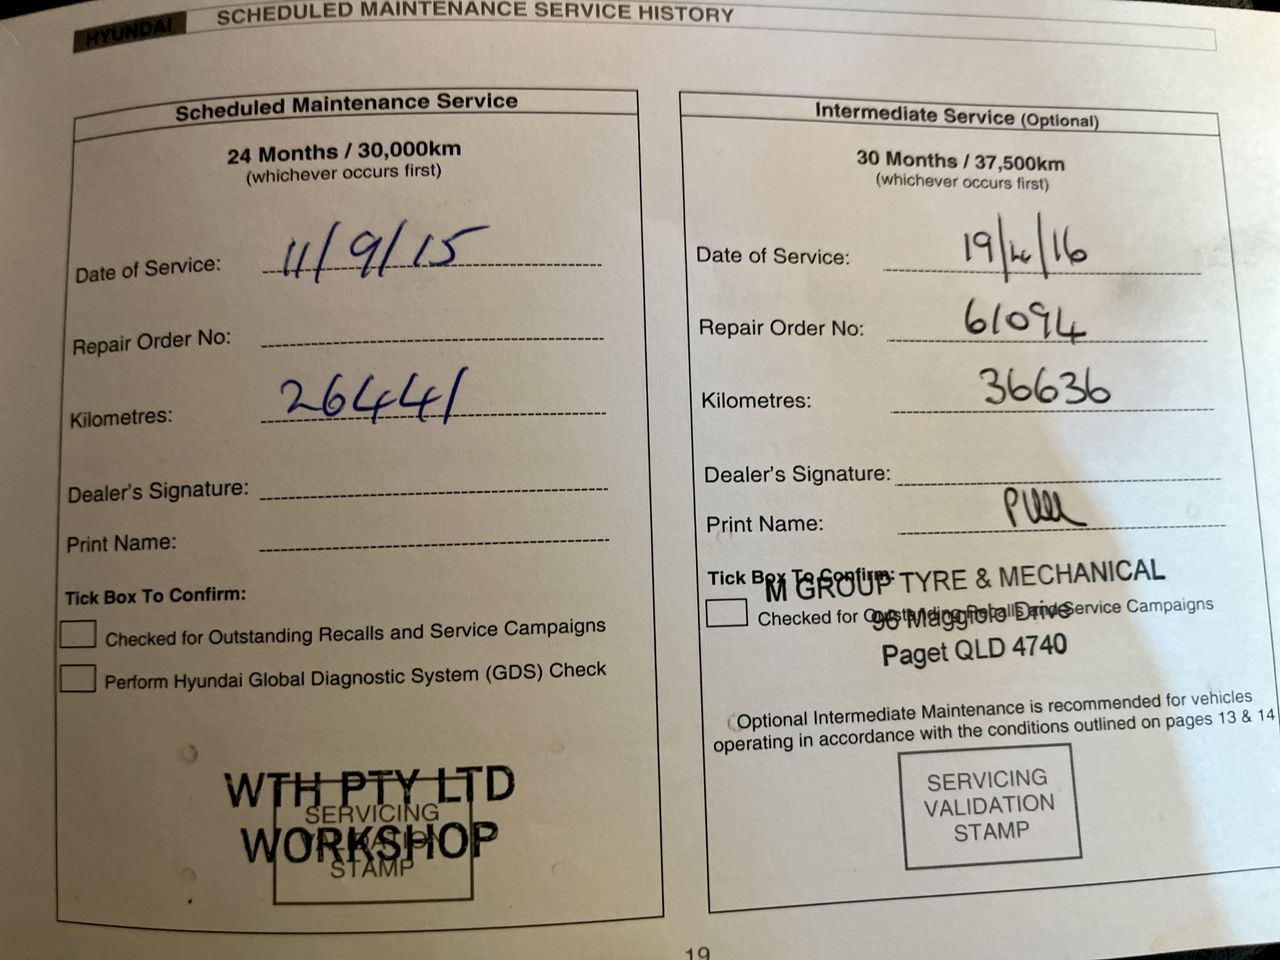 HYUNDAI
SCHEDULED MAINTENANCE SERVICE HISTORY
Scheduled Maintenance Service
24 Months / 30,000km
(whichever occurs first)
Date of Service: 11/9/15
Repair Order No:
Kilometres: 26441
Dealer's Signature:
Print Name:
Tick Box To Confirm:
Checked for Outstanding Recalls and Service Campaigns
Perform Hyundai Global Diagnostic System (GDS) Check
WTH PTY LTD
SERVICING
WORKSHOP
VALIDATION
STAMP
Intermediate Service (Optional)
30 Months / 37,500km
(whichever occurs first)
Date of Service: 19/4/16
Repair Order No: 61094
Kilometres: 36636
Dealer's Signature:
Print Name:
Tick Box To Confirm:
M GROUP TYRE & MECHANICAL
Checked for Outstanding Recalls and Service Campaigns
96 Maggiolo Drive
Paget QLD 4740
Optional Intermediate Maintenance is recommended for vehicles
operating in accordance with the conditions outlined on pages 13 & 14
SERVICING
VALIDATION
STAMP
19